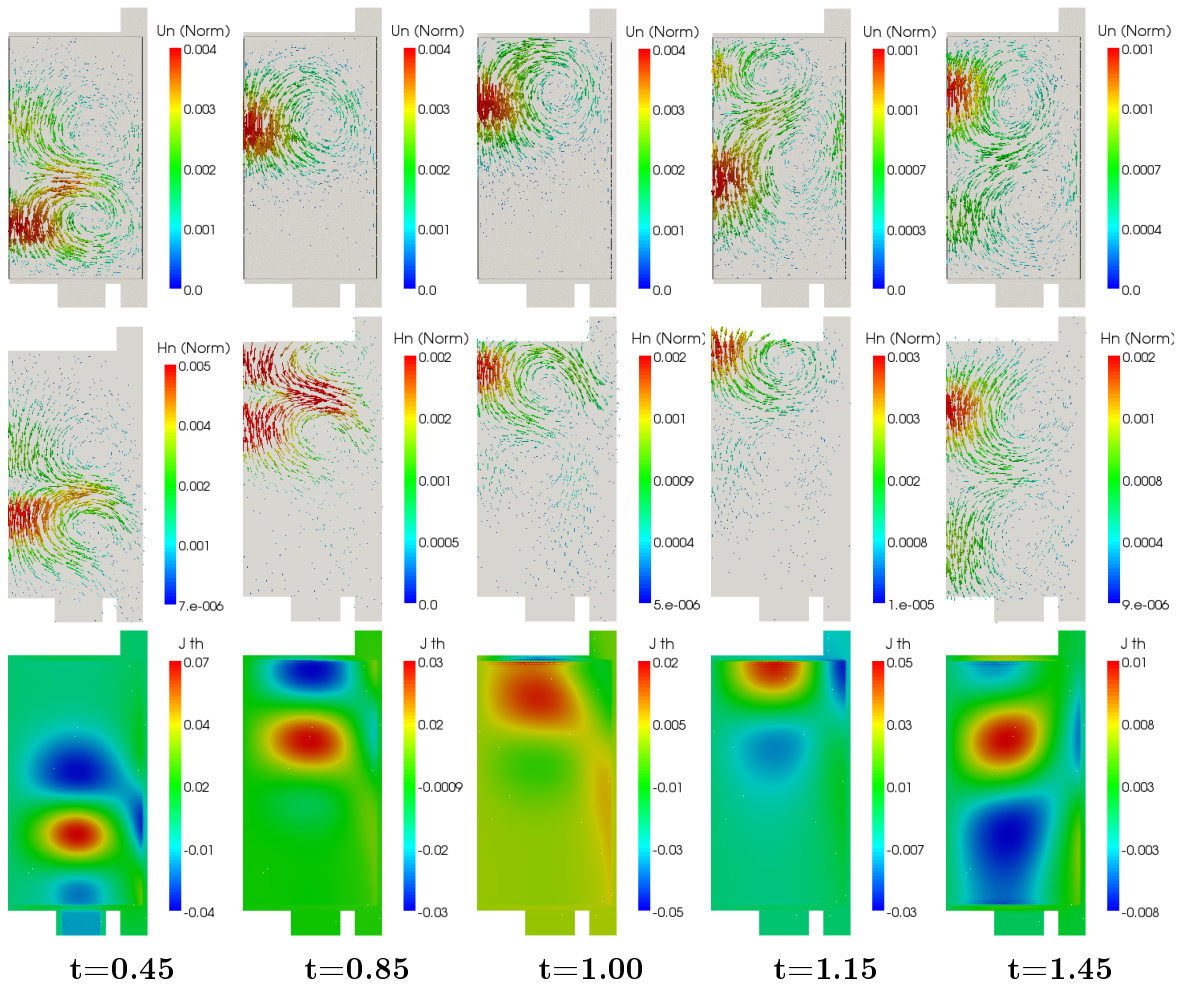 Un (Norm) Un (Norm) Un (Norm) Un (Norm) Un (Norm)
0.004 0.004 0.004 0.001 0.001
0.003 0.003 0.003 0.001 0.001
0.002 0.002 0.002 0.0007 0.0007
0.001 0.001 0.001 0.0003 0.0004
0.0 0.0 0.0 0.0 0.0
Hn (Norm) Hn (Norm) Hn (Norm) Hn (Norm) Hn (Norm)
0.005 0.002 0.002 0.003 0.002
0.004 0.002 0.001 0.003 0.001
0.002 0.001 0.0009 0.002 0.0008
0.001 0.0005 0.0004 0.0008 0.0004
7.e-006 0.0 5.e-006 1.e-005 9.e-006
J th J th J th J th J th
0.07 0.03 0.02 0.05 0.01
0.04 0.02 0.005 0.03 0.008
0.02 -0.0009 -0.01 0.01 0.003
-0.01 -0.02 -0.03 -0.007 -0.003
-0.04 -0.03 -0.05 -0.03 -0.008
t=0.45 t=0.85 t=1.00 t=1.15 t=1.45